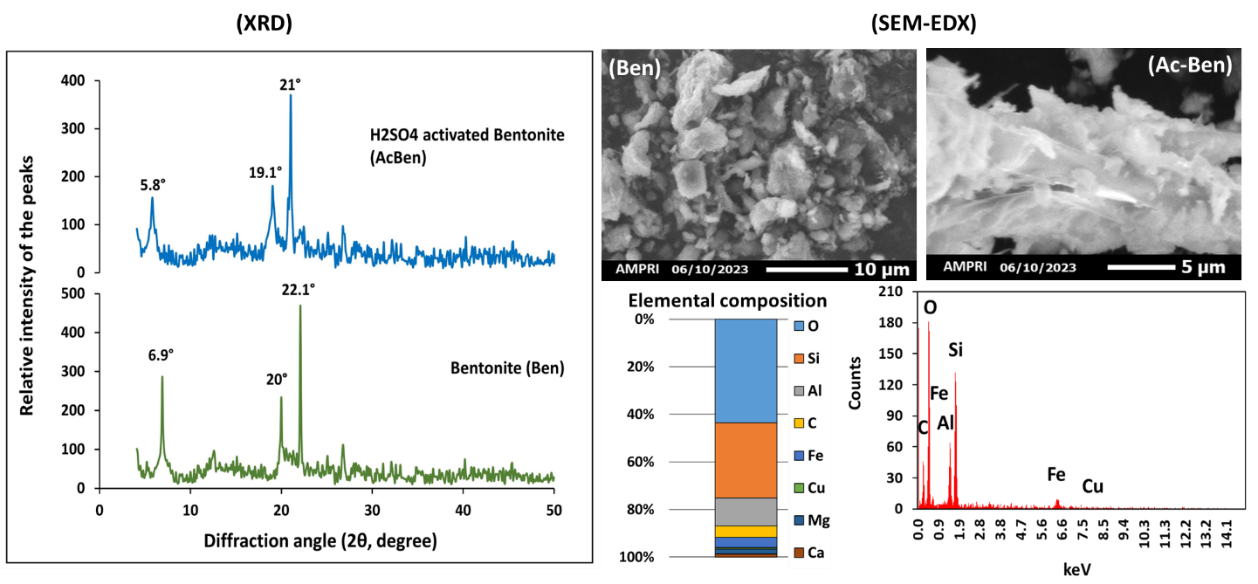 (XRD)
(SEM-EDX)
Relative intensity of the peaks
400
300
200
100
0
5.8°
19.1°
21°
H2SO4 activated Bentonite
(AcBen)
500
400
300
200
100
0
6.9°
20°
22.1°
Bentonite (Ben)
0 10 20 30 40 50
Diffraction angle (2θ, degree)
(Ben)
AMPRI 06/10/2023 10 µm
(Ac-Ben)
AMPRI 06/10/2023 5 µm
Elemental composition
0%
20%
40%
60%
80%
100%
O
Si
Al
C
Fe
Cu
Mg
Ca
Counts
210
180
150
120
90
60
30
0
O
Si
Fe
C Al
Fe
Cu
0.0 0.9 1.9 2.8 3.8 4.7 5.6 6.6 7.5 8.5 9.4 10.3 11.3 12.2 13.2 14.1
keV